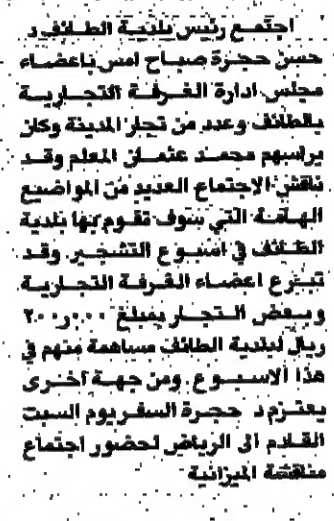 اجتمع رئيس بلدية الطائف د
حسن حجرة صباح امس باعضاء
مجلس ادارة الغرفة التجارية
بالطائف وعدد من تجار المدينة وكان
يراسهم محمد عثمان المعلم وقد
ناقش الاجتماع العديد من المواضيع
الهامة التي سوف تقوم بها بلدية
الطائف في اسبوع التشجير وقد
تبرع اعضاء الغرفة التجارية
وبعض التجار بمبلغ ٢٠٠ر٠٠٠
ريال لبلدية الطائف مساهمة منهم في
هذا الاسبوع ومن جهة اخرى
يعتزم د حجرة السفر يوم السبت
القادم الى الرياض لحضور اجتماع
مناقشة الميزانية